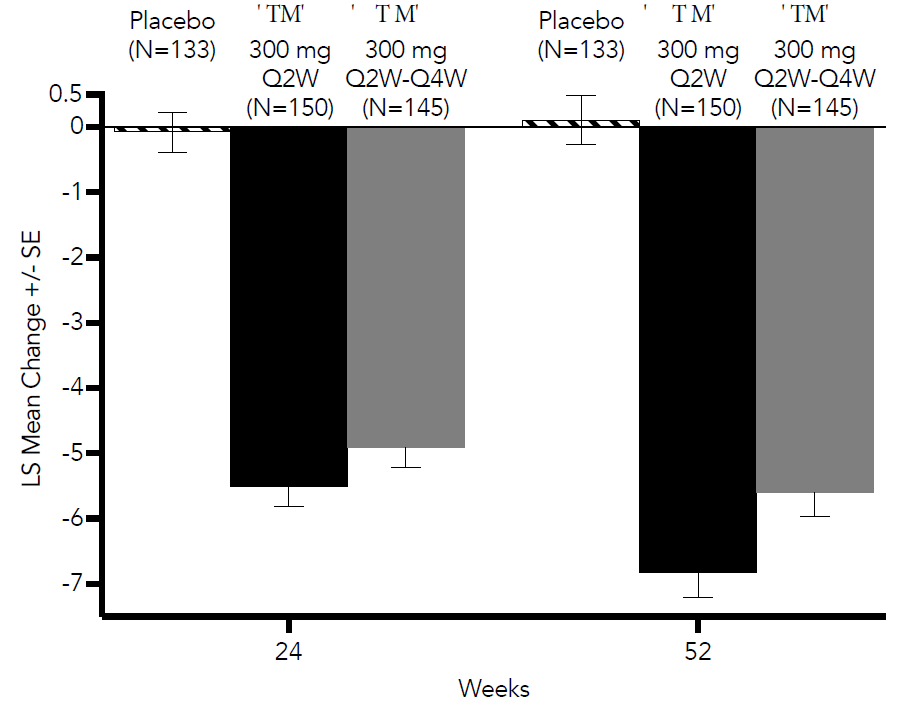 Placebo
(N=133)
' TM'
300 mg
Q2W
(N=150)
' T M'
300 mg
Q2W-Q4W
(N=145)
Placebo
(N=133)
' T M'
300 mg
Q2W
(N=150)
' TM'
300 mg
Q2W-Q4W
(N=145)
0.5
0
-1
-2
-3
-4
-5
-6
-7
LS Mean Change +/- SE
24
52
Weeks